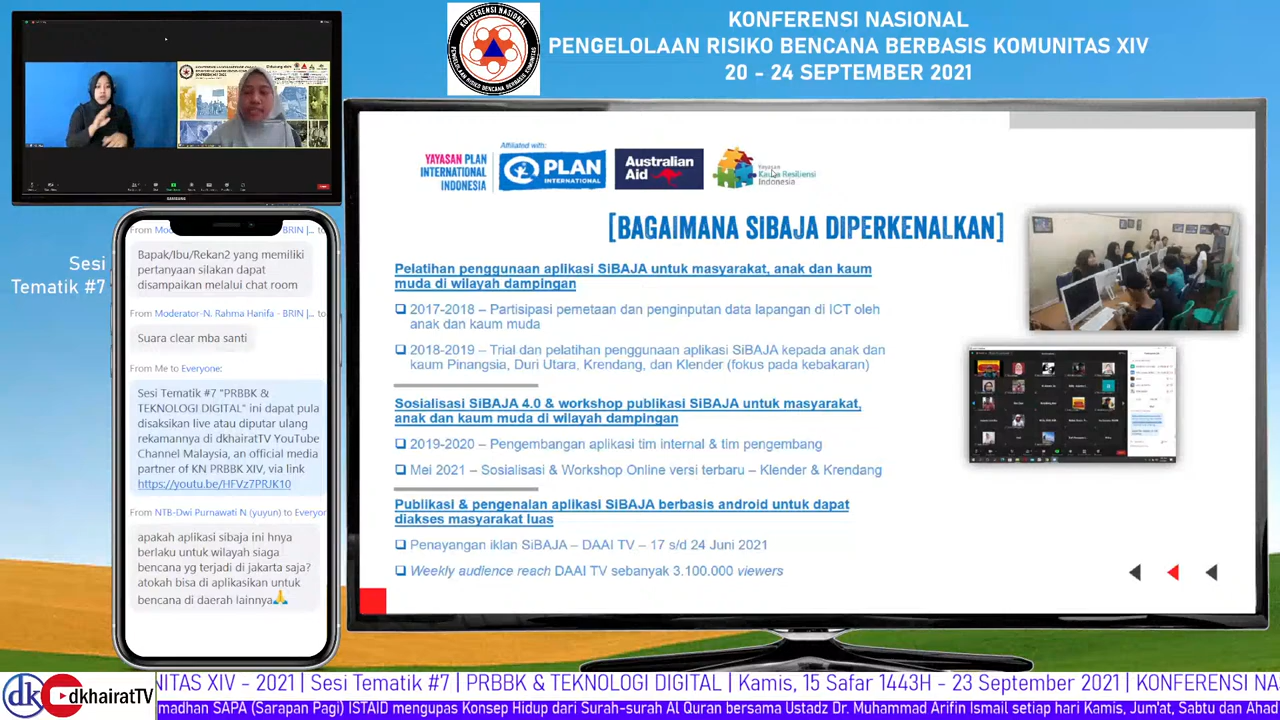 KONFERENSI NASIONAL
PENGELOLAAN RISIKO BENCANA BERBASIS KOMUNITAS XIV
20 - 24 SEPTEMBER 2021
Sesi
Tematik #7
From Mod
BRIN |...
to
Bapak/Ibu/Rekan2 yang memiliki
pertanyaan silakan dapat
disampaikan melalui chat room
From Moderator-N. Rahma Hanifa - BRIN |... to
Suara clear mba santi
From Me to Everyone:
Sesi Tematik #7 "PRBBK &
TEKNOLOGI DIGITAL" ini dapat pula
disaksikan live atau diputar ulang
rekamannya di dkhairatTV YouTube
Channel Malaysia, an official media
partner of KN PRBBK XIV, via link
https://youtu.be/HFVz7PRJK10
From NTB-Dwi Purnawati N (yuyun) to Everyon
apakah aplikasi sibaja ini hnya
berlaku untuk wilayah siaga
bencana yg terjadi di jakarta saja?
atokah bisa di aplikasikan untuk
bencana di daerah lainnya🙏
SAMSUNG
YAYASAN PLAN
INTERNATIONAL
INDONESIA
Affiliated with:
PLAN
INTERNATIONAL
Australian
Aid
Yayasan
Kausa Resiliensi
Indonesia
[BAGAIMANA SIBAJA DIPERKENALKAN]
Pelatihan penggunaan aplikasi SiBAJA untuk masyarakat, anak dan kaum
muda di wilayah dampingan
❑ 2017-2018 – Partisipasi pemetaan dan penginputan data lapangan di ICT oleh
anak dan kaum muda
❑ 2018-2019 – Trial dan pelatihan penggunaan aplikasi SiBAJA kepada anak dan
kaum Pinangsia, Duri Utara, Krendang, dan Klender (fokus pada kebakaran)
Sosialisasi SiBAJA 4.0 & workshop publikasi SiBAJA untuk masyarakat,
anak dan kaum muda di wilayah dampingan
❑ 2019-2020 – Pengembangan aplikasi tim internal & tim pengembang
❑ Mei 2021 – Sosialisasi & Workshop Online versi terbaru – Klender & Krendang
Publikasi & pengenalan aplikasi SiBAJA berbasis android untuk dapat
diakses masyarakat luas
❑ Penayangan iklan SiBAJA – DAAI TV – 17 s/d 24 Juni 2021
❑ Weekly audience reach DAAI TV sebanyak 3.100.000 viewers
dk dkhairatTV
NITAS XIV - 2021 | Sesi Tematik #7 | PRBBK & TEKNOLOGI DIGITAL | Kamis, 15 Safar 1443H - 23 September 2021 | KONFERENSI NA
madhan SAPA (Sarapan Pagi) ISTAID mengupas Konsep Hidup dari Surah-surah Al Quran bersama Ustadz Dr. Muhammad Arifin Ismail setiap hari Kamis, Jum'at, Sabtu dan Ahad